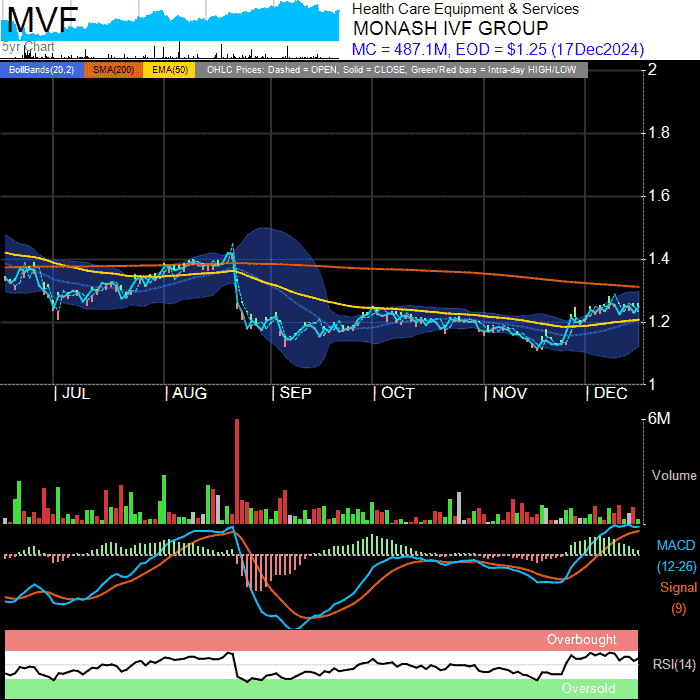 MVF
5yr Chart
Health Care Equipment & Services
MONASH IVF GROUP
MC = 487.1M, EOD = $1.25 (17Dec2024)
BollBands(20,2) SMA(200) EMA(50) OHLC Prices: Dashed = OPEN, Solid = CLOSE, Green/Red bars = Intra-day HIGH/LOW
2
1.8
1.6
1.4
1.2
1
JUL AUG SEP OCT NOV DEC
6M
Volume
MACD
(12-26)
Signal
(9)
Overbought
RSI(14)
Oversold